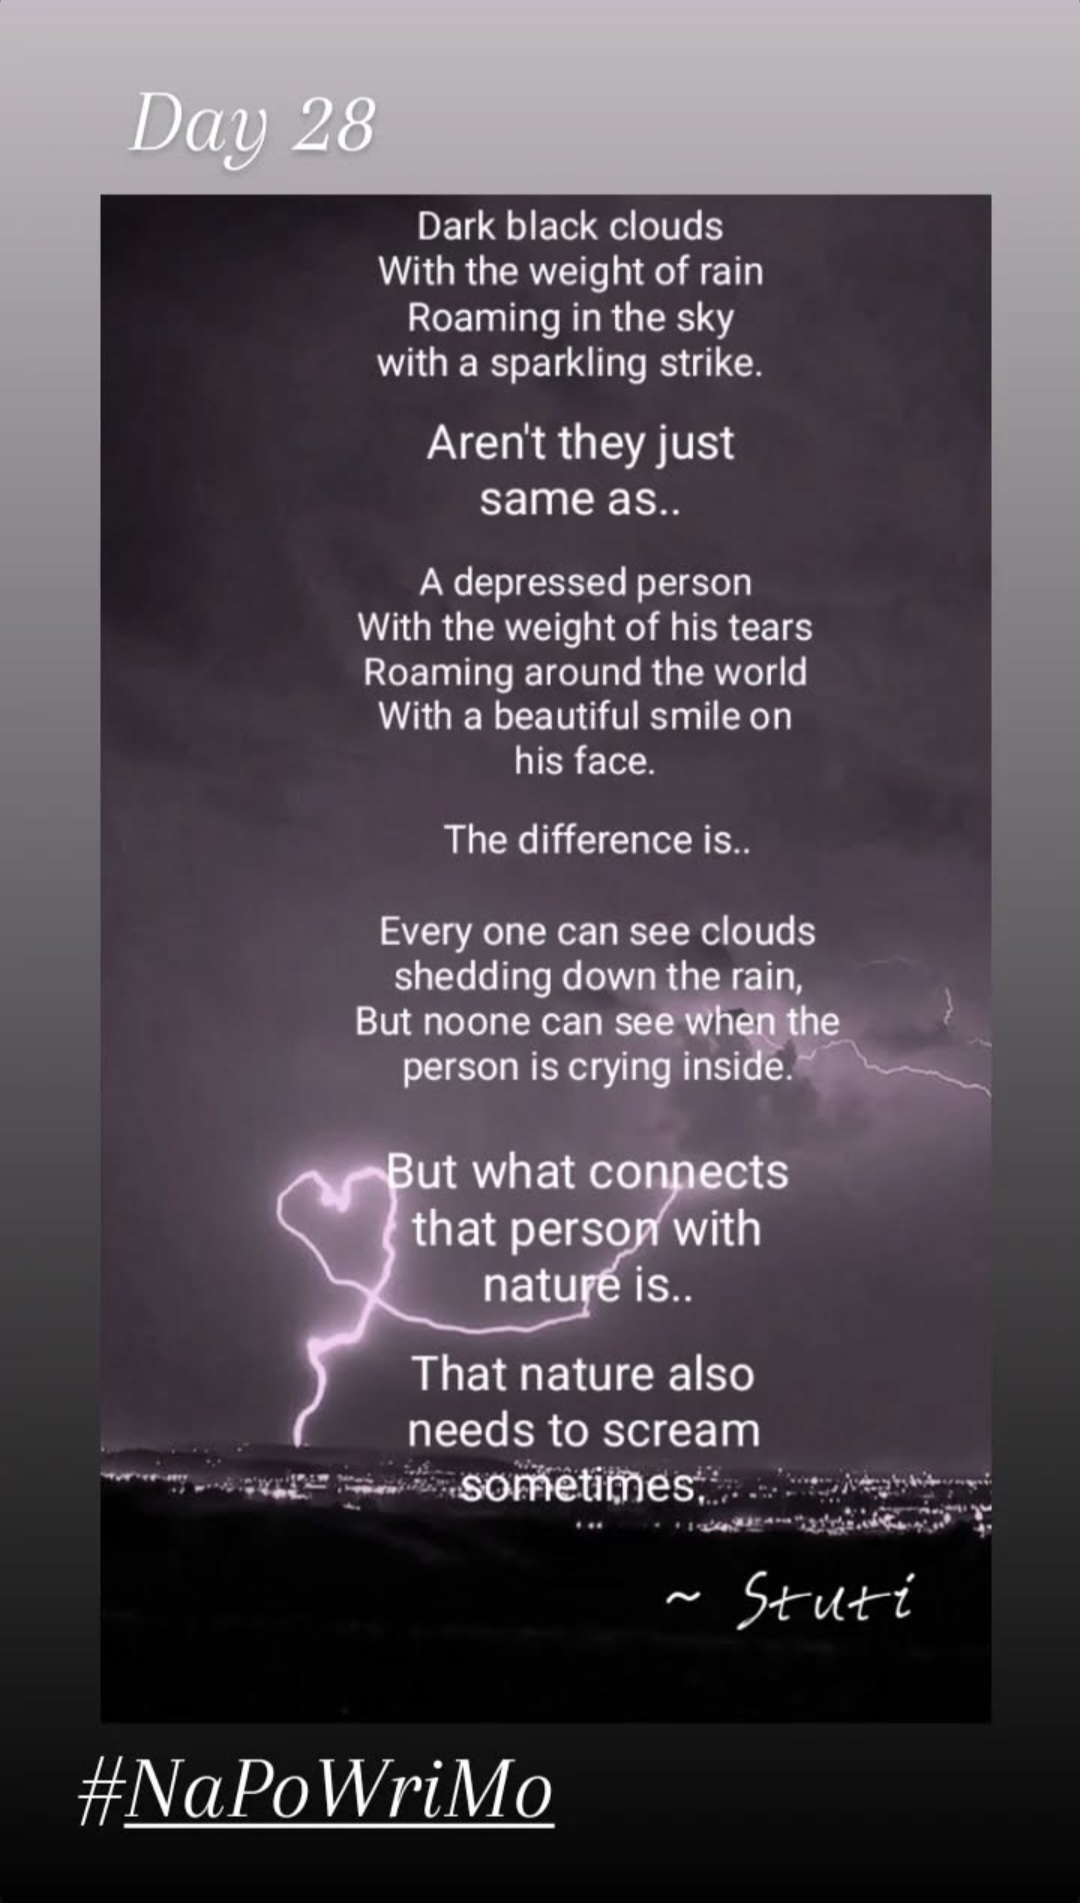 Day 28
Dark black clouds
With the weight of rain
Roaming in the sky
with a sparkling strike.
Aren't they just
same as..
A depressed person
With the weight of his tears
Roaming around the world
With a beautiful smile on
his face.
The difference is..
Every one can see clouds
shedding down the rain,
But noone can see when the
person is crying inside.
But what connects
that person with
nature is..
That nature also
needs to scream
sometimes.
~ Stuti
#NaPoWriMo